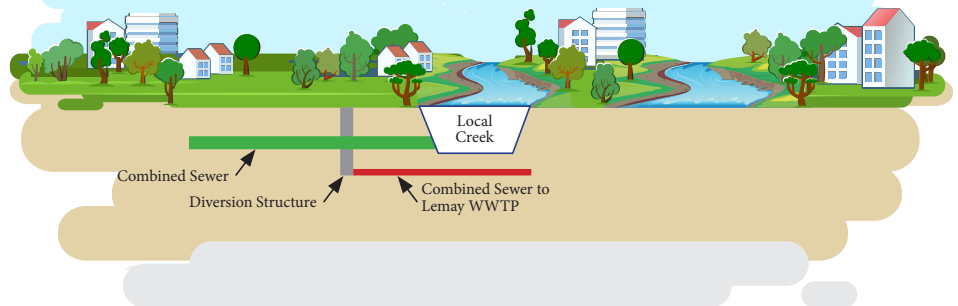 Local
Creek
Combined Sewer
Diversion Structure
Combined Sewer to
Lemay WWTP